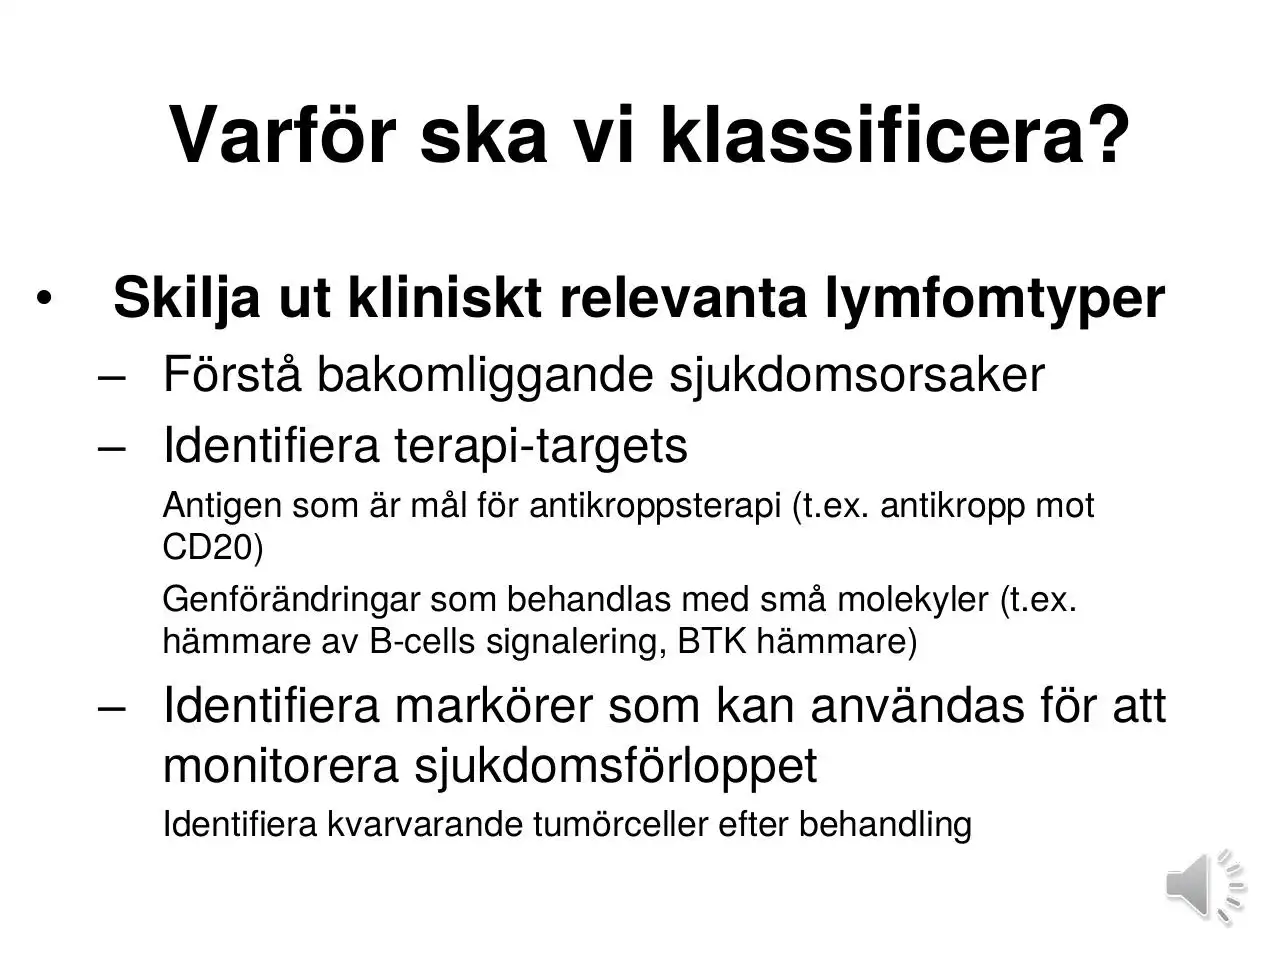 Varför ska vi klassificera?
• Skilja ut kliniskt relevanta lymfomtyper
– Förstå bakomliggande sjukdomsorsaker
– Identifiera terapi-targets
Antigen som är mål för antikroppsterapi (t.ex. antikropp mot
CD20)
Genförändringar som behandlas med små molekyler (t.ex.
hämmare av B-cells signalering, BTK hämmare)
– Identifiera markörer som kan användas för att
monitorera sjukdomsförloppet
Identifiera kvarvarande tumörceller efter behandling